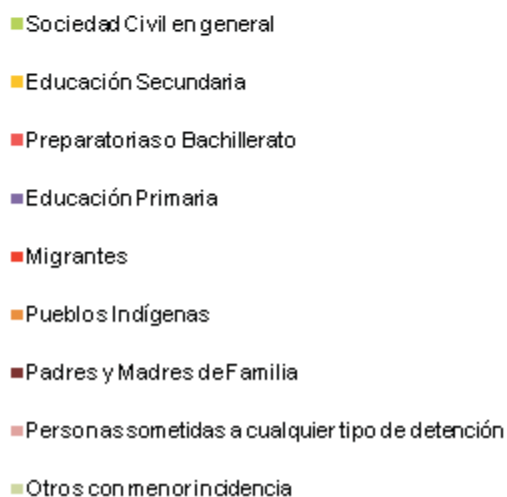 Sociedad Civil en general
Educación Secundaria
Preparatorias o Bachillerato
Educación Primaria
Migrantes
Pueblos Indígenas
Padres y Madres de Familia
Personas sometidas a cualquier tipo de detención
Otros con menor incidencia